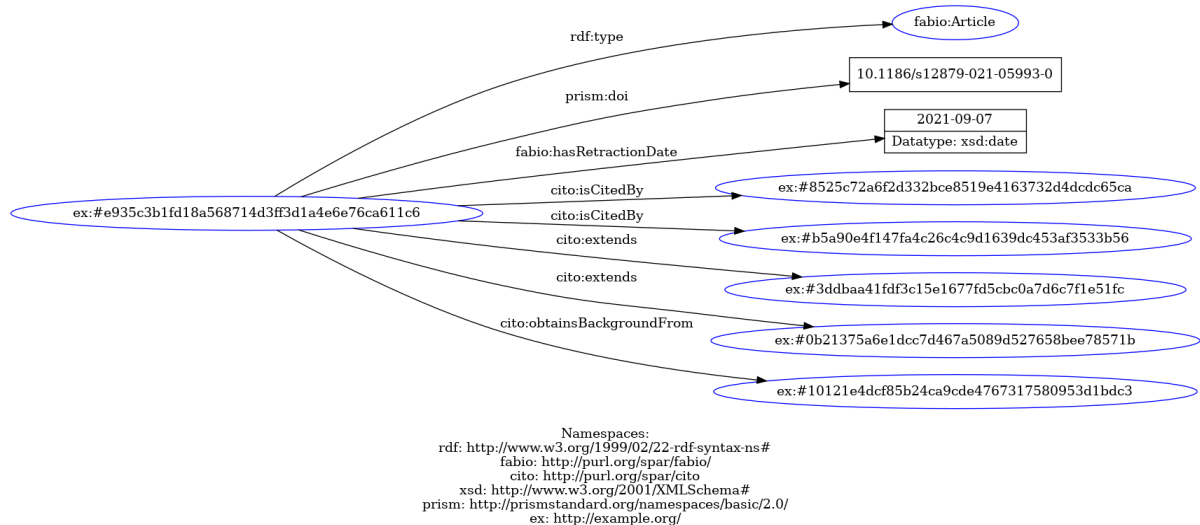 fabio:Article
rdf:type
10.1186/s12879-021-05993-0
prism:doi
2021-09-07
Datatype: xsd:date
fabio:hasRetractionDate
ex:#8525c72a6f2d332bce8519e4163732d4dcdc65ca
cito:isCitedBy
ex:#e935c3b1fd18a568714d3ff3d1a4e6e76ca611c6
cito:isCitedBy
ex:#b5a90e4f147fa4c26c4c9d1639dc453af3533b56
cito:extends
ex:#3ddbaa41fdf3c15e1677fd5cbc0a7d6c7f1e51fc
cito:extends
cito:obtainsBackgroundFrom
ex:#0b21375a6e1dcc7d467a5089d527658bee78571b
ex:#10121e4dcf85b24ca9cde4767317580953d1bdc3
Namespaces:
rdf: http://www.w3.org/1999/02/22-rdf-syntax-ns#
fabio: http://purl.org/spar/fabio/
cito: http://purl.org/spar/cito
xsd: http://www.w3.org/2001/XMLSchema#
prism: http://prismstandard.org/namespaces/basic/2.0/
ex: http://example.org/